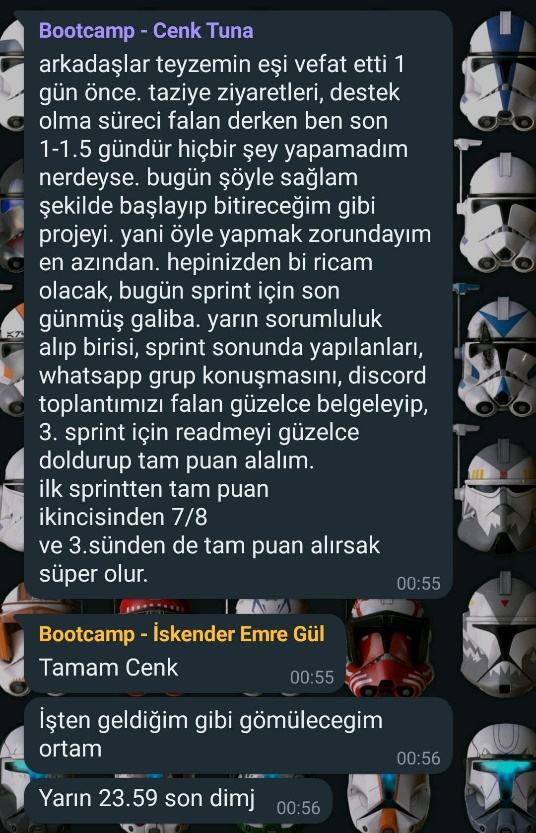 Bootcamp - Cenk Tuna
arkadaşlar teyzemin eşi vefat etti 1
gün önce. taziye ziyaretleri, destek
olma süreci falan derken ben son
1-1.5 gündür hiçbir şey yapamadım
nerdeyse. bugün şöyle sağlam
şekilde başlayıp bitireceğim gibi
projeyi. yani öyle yapmak zorundayım
en azından. hepinizden bi ricam
olacak, bugün sprint için son
günmüş galiba. yarın sorumluluk
alıp birisi, sprint sonunda yapılanları,
whatsapp grup konuşmasını, discord
toplantımızı falan güzelce belgeleyip,
3. sprint için readmeyi güzelce
doldurup tam puan alalım.
ilk sprintten tam puan
ikincisinden 7/8
ve 3.sünden de tam puan alırsak
süper olur.
00:55
Bootcamp - İskender Emre Gül
Tamam Cenk
00:55
İşten geldiğim gibi gömülecegim
ortam
00:56
Yarın 23.59 son dimj
00:56